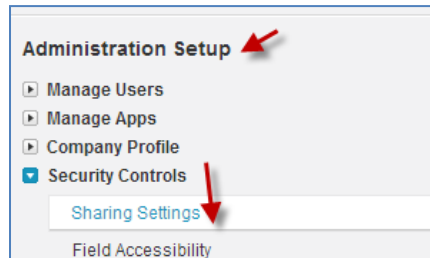 Administration Setup
Manage Users
Manage Apps
Company Profile
Security Controls
Sharing Settings
Field Accessibility